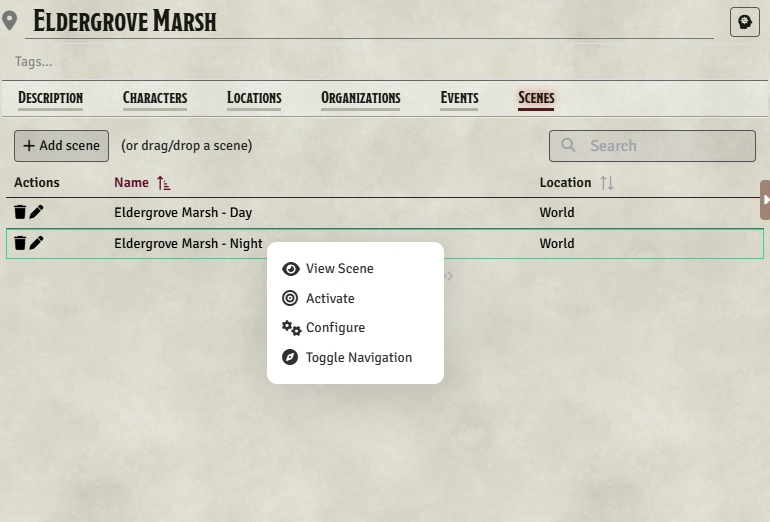 Eldergrove Marsh
Tags...
Description Characters Locations Organizations Events Scenes
+ Add scene (or drag/drop a scene) Search
Actions Name Location
Eldergrove Marsh - Day World
Eldergrove Marsh - Night World
View Scene
Activate
Configure
Toggle Navigation